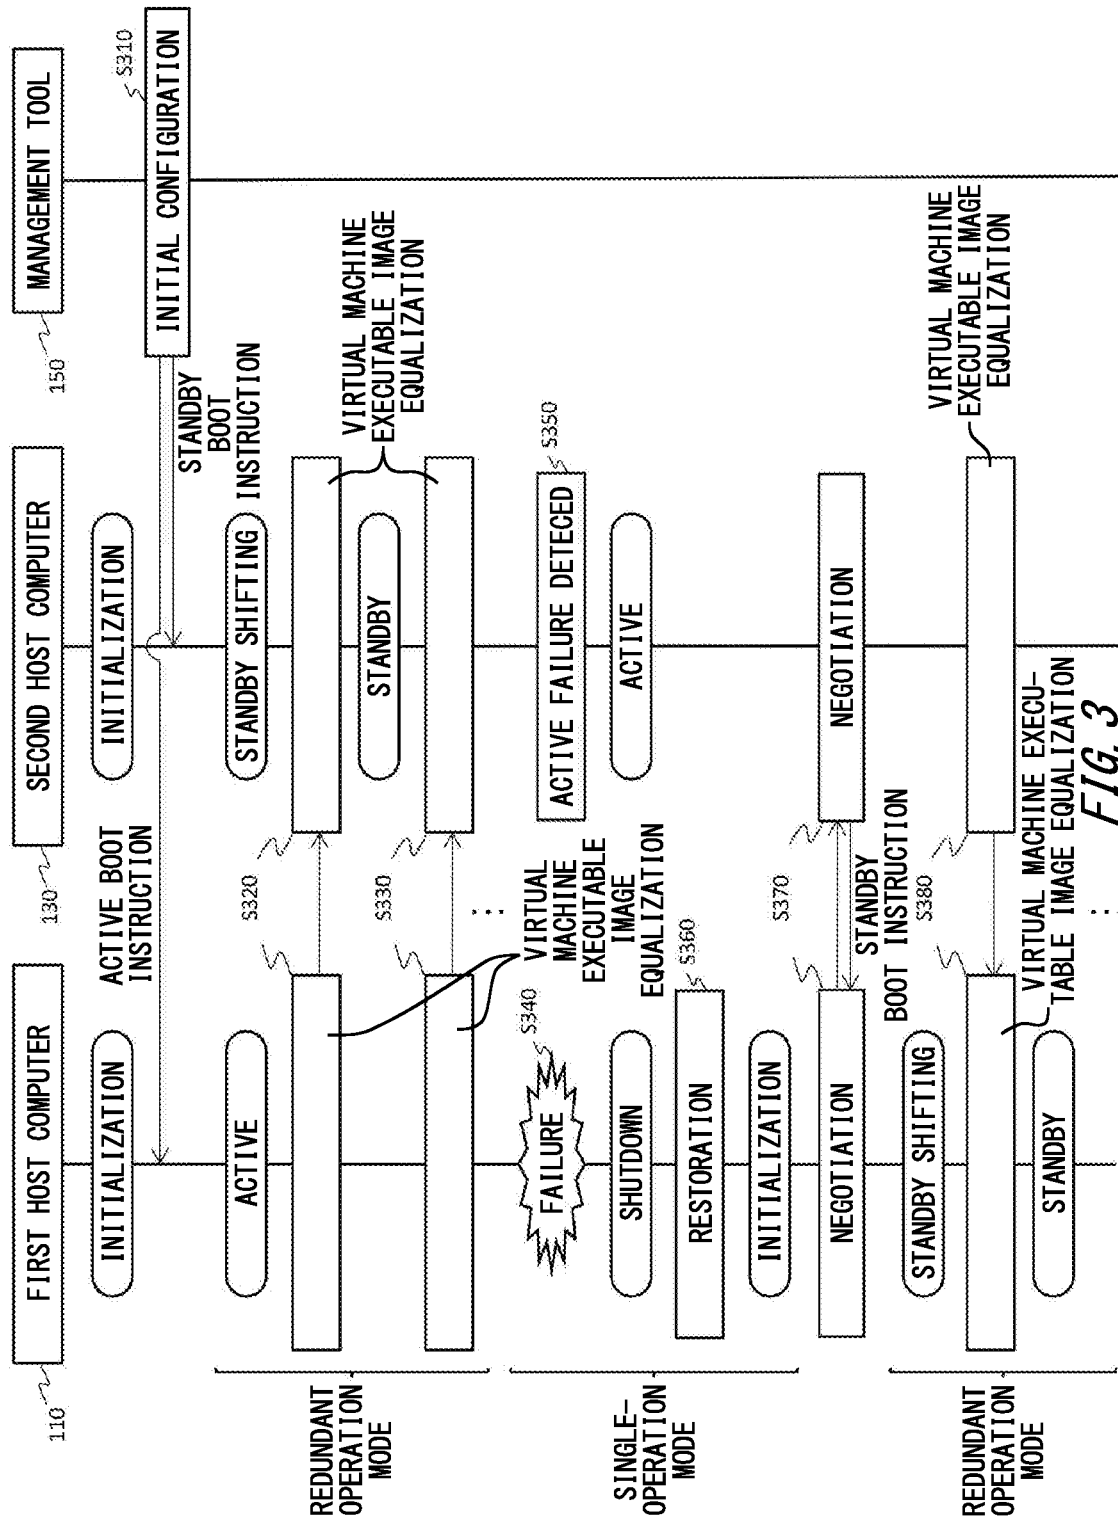 FIRST HOST COMPUTER
110
SECOND HOST COMPUTER
130
MANAGEMENT TOOL
150
INITIALIZATION
INITIALIZATION
S310
INITIAL CONFIGURATION
ACTIVE BOOT
INSTRUCTION
STANDBY
BOOT
INSTRUCTION
REDUNDANT
OPERATION
MODE
ACTIVE
STANDBY SHIFTING
S320
VIRTUAL MACHINE
EXECUTABLE IMAGE
EQUALIZATION
STANDBY
S330
VIRTUAL
MACHINE
EXECUTABLE
IMAGE
EQUALIZATION
SINGLE-
OPERATION
MODE
FAILURE
S340
ACTIVE FAILURE DETECED
S350
SHUTDOWN
ACTIVE
RESTORATION
S360
INITIALIZATION
NEGOTIATION
S370
NEGOTIATION
STANDBY
BOOT INSTRUCTION
REDUNDANT
OPERATION
MODE
STANDBY SHIFTING
S380
VIRTUAL MACHINE
EXECUTABLE IMAGE
EQUALIZATION
VIRTUAL MACHINE EXECU-
TABLE IMAGE EQUALIZATION
STANDBY
FIG. 3